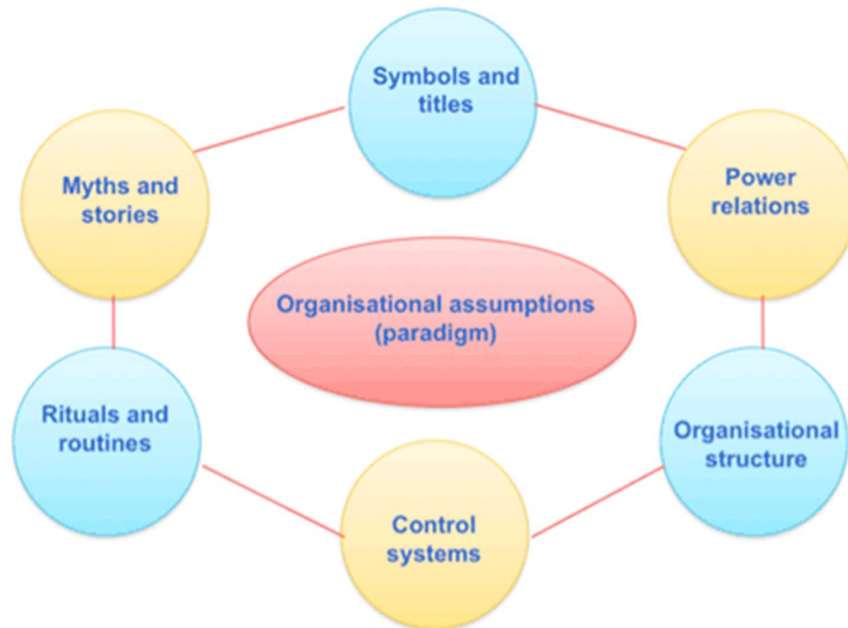 Symbols and
titles
Myths and
stories
Power
relations
Organisational assumptions
(paradigm)
Rituals and
routines
Organisational
structure
Control
systems